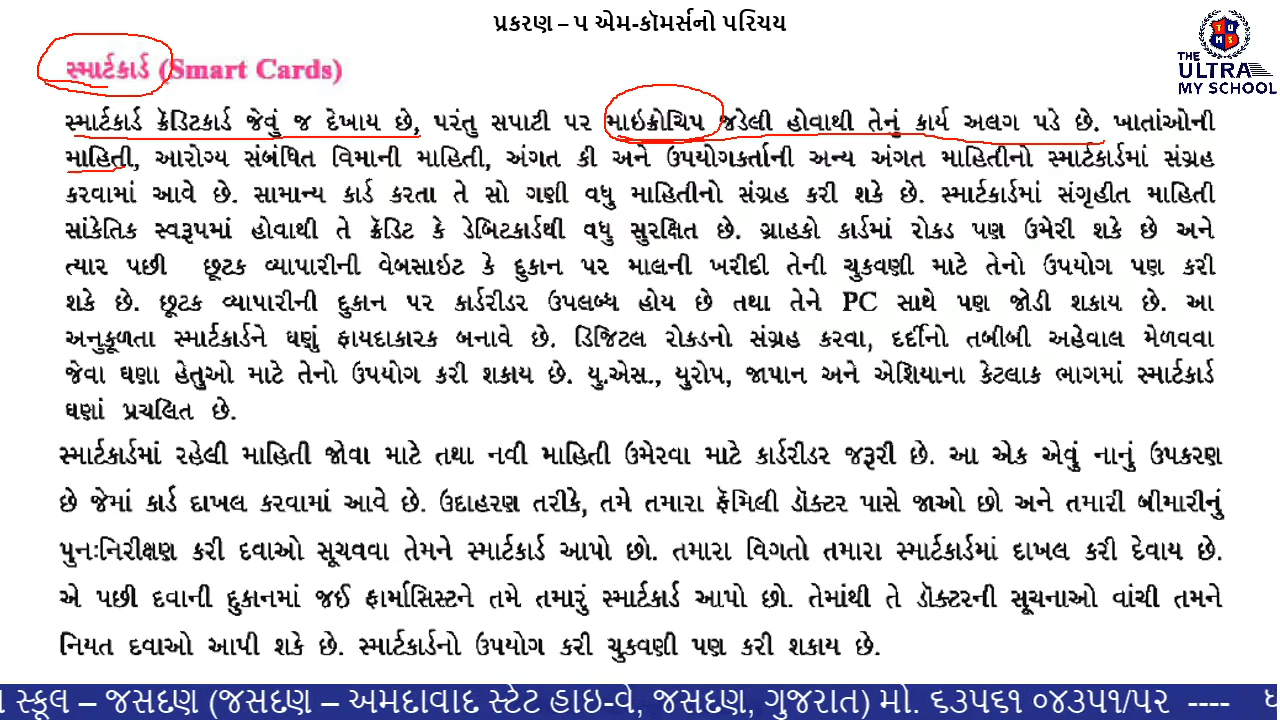 પ્રકરણ – ૫ એમ-કૉમર્સનો પરિચય
THE
ULTRA
MY SCHOOL
TUMS
સ્માર્ટકાર્ડ (Smart Cards)
સ્માર્ટકાર્ડ ક્રૅડિટકાર્ડ જેવું જ દેખાય છે, પરંતુ સપાટી પર માઇક્રોચિપ જડેલી હોવાથી તેનું કાર્ય અલગ પડે છે. ખાતાંઓની
માહિતી, આરોગ્ય સંબંધિત વિમાની માહિતી, અંગત કી અને ઉપયોગકર્તાની અન્ય અંગત માહિતીનો સ્માર્ટકાર્ડમાં સંગ્રહ
કરવામાં આવે છે. સામાન્ય કાર્ડ કરતા તે સો ગણી વધુ માહિતીનો સંગ્રહ કરી શકે છે. સ્માર્ટકાર્ડમાં સંગૃહીત માહિતી
સાંકેતિક સ્વરૂપમાં હોવાથી તે ક્રૅડિટ કે ડેબિટકાર્ડથી વધુ સુરક્ષિત છે. ગ્રાહકો કાર્ડમાં રોકડ પણ ઉમેરી શકે છે અને
ત્યાર પછી છૂટક વ્યાપારીની વેબસાઇટ કે દુકાન પર માલની ખરીદી તેની ચુકવણી માટે તેનો ઉપયોગ પણ કરી
શકે છે. છૂટક વ્યાપારીની દુકાન પર કાર્ડરીડર ઉપલબ્ધ હોય છે તથા તેને PC સાથે પણ જોડી શકાય છે. આ
અનુકૂળતા સ્માર્ટકાર્ડને ઘણું ફાયદાકારક બનાવે છે. ડિજિટલ રોકડનો સંગ્રહ કરવા, દર્દીનો તબીબી અહેવાલ મેળવવા
જેવા ઘણા હેતુઓ માટે તેનો ઉપયોગ કરી શકાય છે. યુ.એસ., યુરોપ, જાપાન અને એશિયાના કેટલાક ભાગમાં સ્માર્ટકાર્ડ
ઘણાં પ્રચલિત છે.
સ્માર્ટકાર્ડમાં રહેલી માહિતી જોવા માટે તથા નવી માહિતી ઉમેરવા માટે કાર્ડરીડર જરૂરી છે. આ એક એવું નાનું ઉપકરણ
છે જેમાં કાર્ડ દાખલ કરવામાં આવે છે. ઉદાહરણ તરીકે, તમે તમારા ફૅમિલી ડૉક્ટર પાસે જાઓ છો અને તમારી બીમારીનું
પુનઃનિરીક્ષણ કરી દવાઓ સૂચવવા તેમને સ્માર્ટકાર્ડ આપો છો. તમારા વિગતો તમારા સ્માર્ટકાર્ડમાં દાખલ કરી દેવાય છે.
એ પછી દવાની દુકાનમાં જઈ ફાર્માસિસ્ટને તમે તમારું સ્માર્ટકાર્ડ આપો છો. તેમાંથી તે ડૉક્ટરની સૂચનાઓ વાંચી તમને
નિયત દવાઓ આપી શકે છે. સ્માર્ટકાર્ડનો ઉપયોગ કરી ચુકવણી પણ કરી શકાય છે.
સ્કૂલ – જસદણ (જસદણ – અમદાવાદ સ્ટેટ હાઇ-વે, જસદણ, ગુજરાત) મો. ૬૩૫૬૧ ૦૪૩૫૧/૫૨ ----